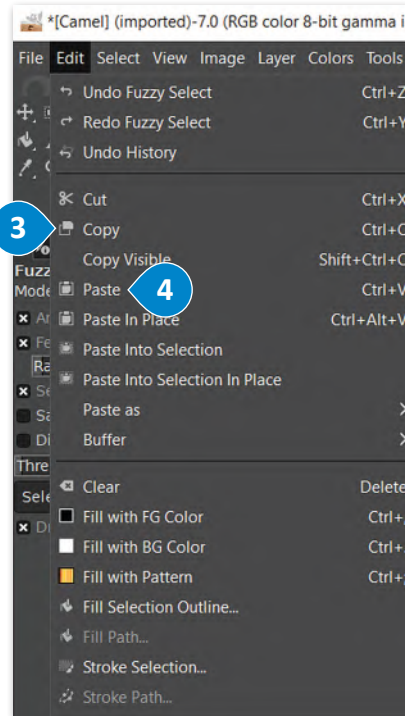 *[Camel] (imported)-7.0 (RGB color 8-bit gamma i
File Edit Select View Image Layer Colors Tools
Undo Fuzzy Select Ctrl+Z
Redo Fuzzy Select Ctrl+Y
Undo History
Cut Ctrl+X
3 Copy Ctrl+C
Copy Visible Shift+Ctrl+C
Fuzz
Mode
Paste 4 Ctrl+V
Paste In Place Ctrl+Alt+V
Paste Into Selection
Paste Into Selection In Place
Paste as
Buffer
Thre
Clear Delete
Sele
Fill with FG Color Ctrl+,
Fill with BG Color Ctrl+.
Fill with Pattern Ctrl+;
Fill Selection Outline...
Fill Path...
Stroke Selection...
Stroke Path...